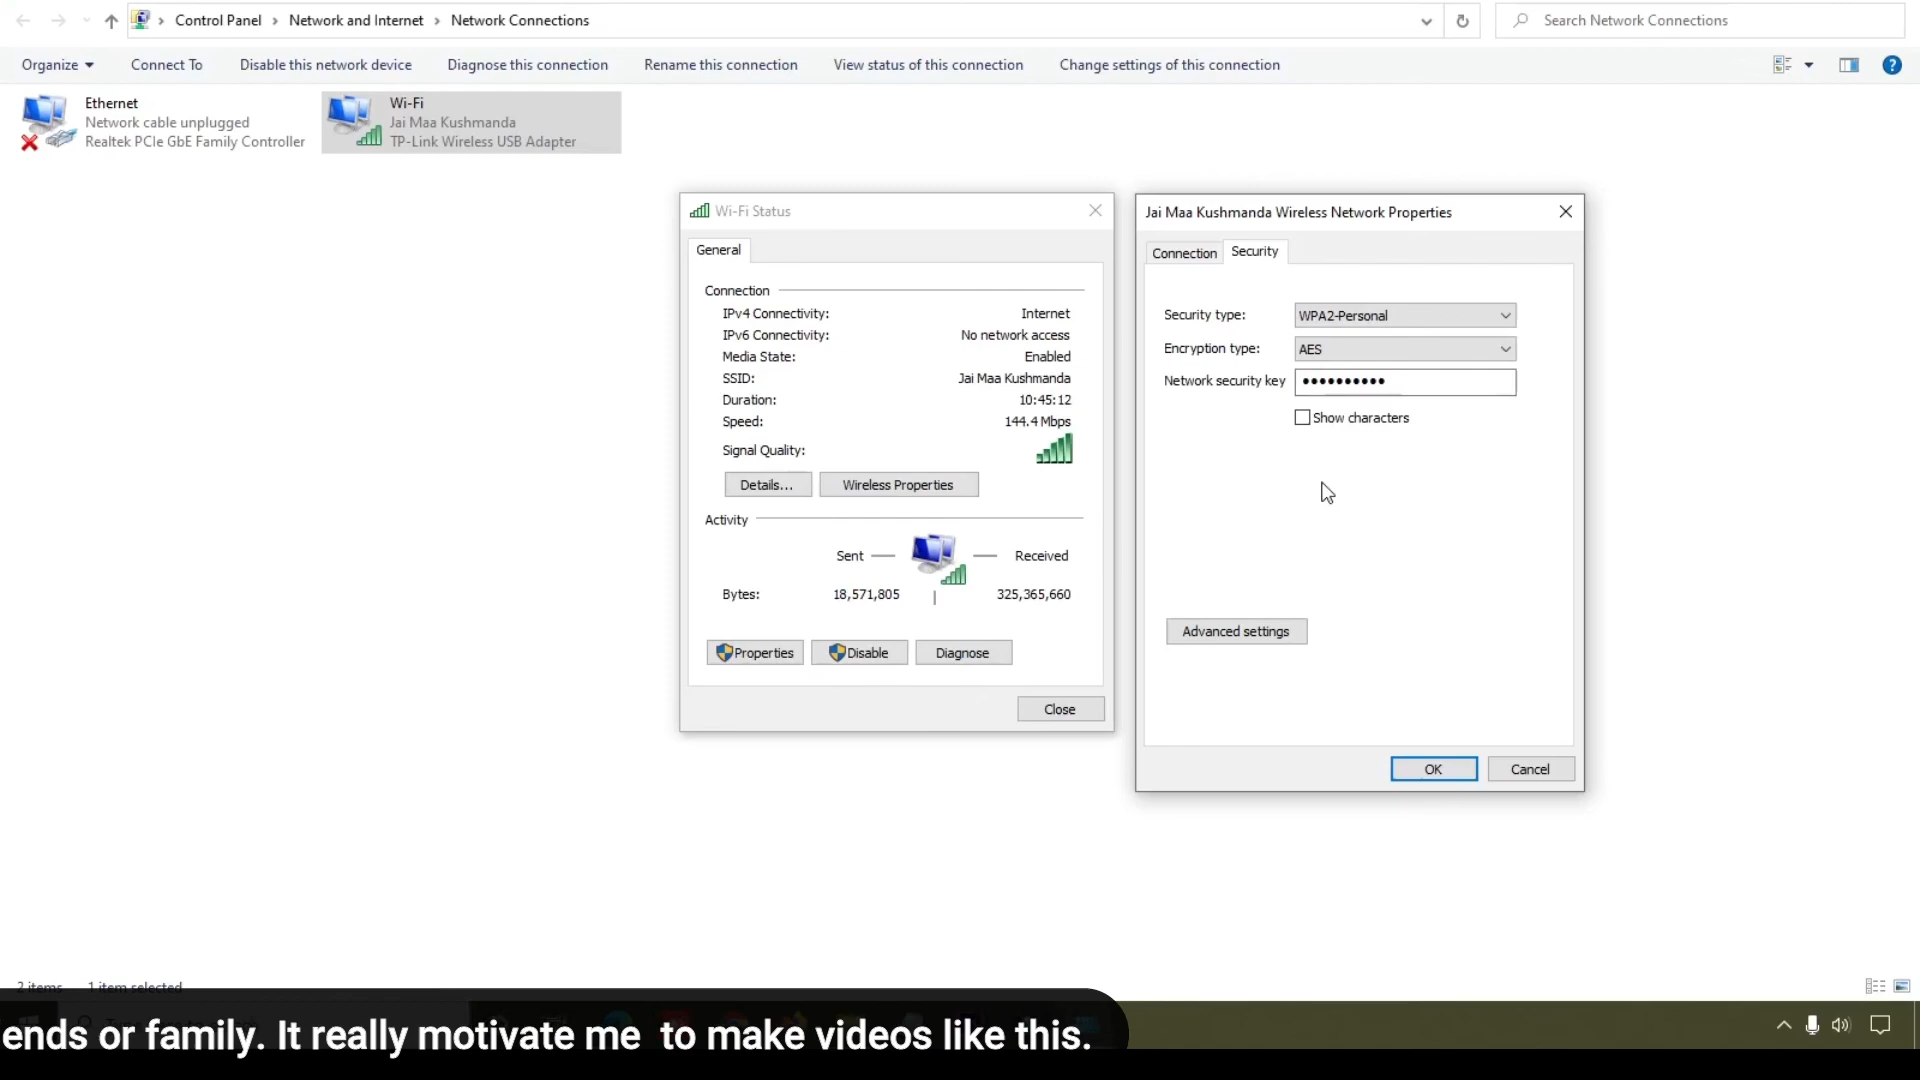 Control Panel > Network and Internet > Network Connections
Search Network Connections
Organize
Connect To
Disable this network device
Diagnose this connection
Rename this connection
View status of this connection
Change settings of this connection
Ethernet
Network cable unplugged
Realtek PCIe GbE Family Controller
Wi-Fi
Jai Maa Kushmanda
TP-Link Wireless USB Adapter
Wi-Fi Status
General
Connection
IPv4 Connectivity: Internet
IPv6 Connectivity: No network access
Media State: Enabled
SSID: Jai Maa Kushmanda
Duration: 10:45:12
Speed: 144.4 Mbps
Signal Quality:
Details...
Wireless Properties
Activity
Sent
Received
Bytes: 18,571,805 | 325,365,660
Properties
Disable
Diagnose
Close
Jai Maa Kushmanda Wireless Network Properties
Connection
Security
Security type: WPA2-Personal
Encryption type: AES
Network security key ••••••••••
Show characters
Advanced settings
OK
Cancel
2 items 1 item selected
ends or family. It really motivate me to make videos like this.